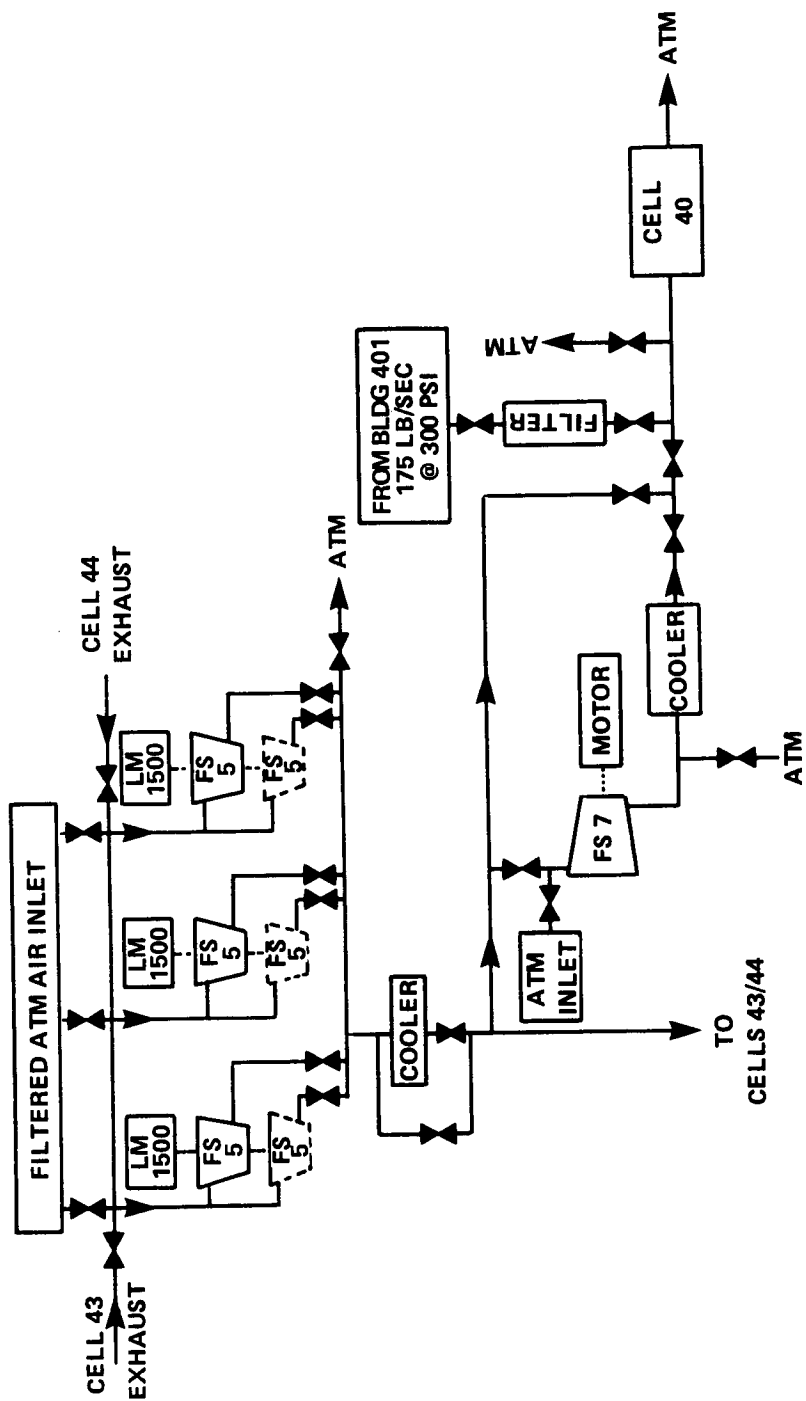 FILTERED ATM AIR INLET
CELL 43
EXHAUST
CELL 44
EXHAUST
LM
1500
FS
5
FS
5
LM
1500
FS
5
FS
5
LM
1500
FS
5
FS
5
ATM
COOLER
TO
CELLS 43/44
ATM
INLET
FS 7
MOTOR
ATM
COOLER
FROM BLDG 401
175 LB/SEC
@ 300 PSI
FILTER
ATM
CELL
40
ATM